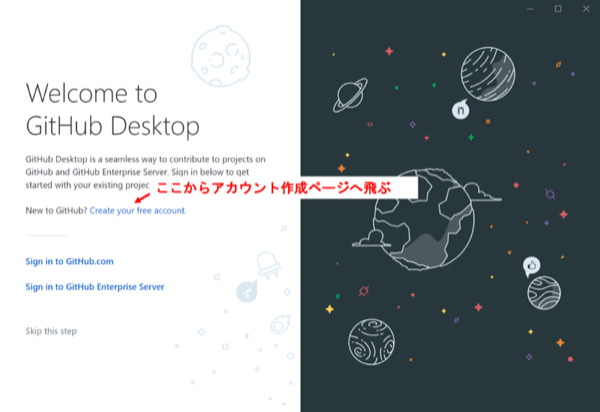 Welcome to
GitHub Desktop
GitHub Desktop is a seamless way to contribute to projects on
GitHub and GitHub Enterprise Server. Sign in below to get
started with your existing projec
ここからアカウント作成ページへ飛ぶ
New to GitHub? Create your free account.
Sign in to GitHub.com
Sign in to GitHub Enterprise Server
Skip this step
n